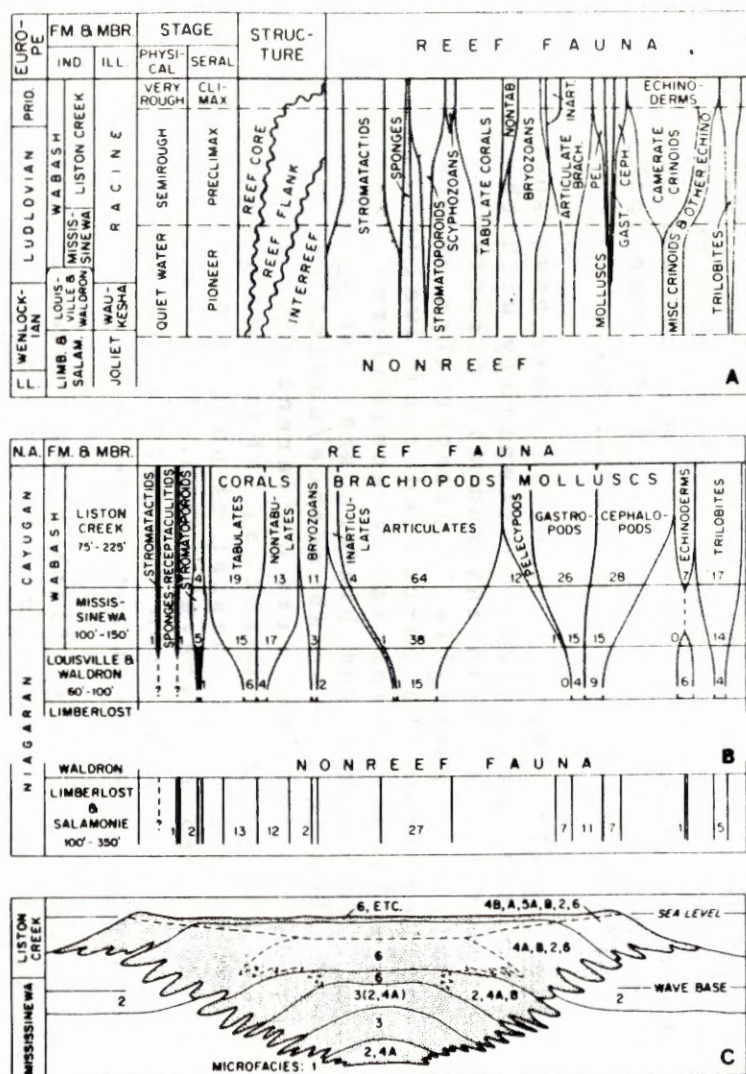 EURO-
PE
FM & MBR.
STAGE
STRUC-
TURE
REEF FAUNA
IND
ILL.
PHYSI-
CAL
SERAL
PRID.
LUDLOVIAN
WENLOCK-
IAN
LL.
WABASH
LISTON CREEK
MISSIS-
SINEWA
LOUIS-
VILLE &
WALDRON
LIMB. &
SALAM.
RACINE
WAU-
KESHA
JOLIET
VERY
ROUGH
SEMIROUGH
QUIET WATER
CLI-
MAX
PRECLIMAX
PIONEER
REEF CORE
REEF FLANK
INTERREEF
STROMATACTIDS
SPONGES
STROMATOPOROIDS
SCYPHOZOANS
TABULATE CORALS
NONTAB
BRYOZOANS
ARTICULATE
BRACH.
INART.
MOLLUSCS
PEL
GAST
CEPH
ECHINO-
DERMS
CAMERATE
CRINOIDS
MISC. CRINOIDS & OTHER ECHINO
TRILOBITES
NONREEF
A
N.A.
FM. & MBR.
REEF FAUNA
CAYUGAN
NIAGARAN
WABASH
LISTON
CREEK
75'-225'
MISSIS-
SINEWA
100'-150'
LOUISVILLE &
WALDRON
60'-100'
LIMBERLOST
STROMATACTIDS
SPONGES-RECEPTACULITIDS
STROMATOPOROIDS
CORALS
TABULATES
NONTABU-
LATES
BRYOZOANS
BRACHIOPODS
INARTICU-
LATES
ARTICULATES
MOLLUSCS
PELECYPODS
GASTRO-
PODS
CEPHALO-
PODS
ECHINODERMS
TRILOBITES
4 19 13 11 4 64 12 26 28 7 17
1 5 15 17 3 1 38 1 15 15 0 14
? ? 1 6 4 2 1 15 0 4 9 6 4
B
WALDRON
NONREEF FAUNA
LIMBERLOST
&
SALAMONIE
100'-350'
? 1 2 13 12 2 27 7 11 7 1 5
LISTON
CREEK
MISSISSINEWA
6, ETC.
4B, A, 5A, B, 2, 6
SEA LEVEL
6
4A, B, 2, 6
6
WAVE BASE
2
3(2, 4A)
2, 4A, B
2
3
2, 4A
MICROFACIES: 1
C